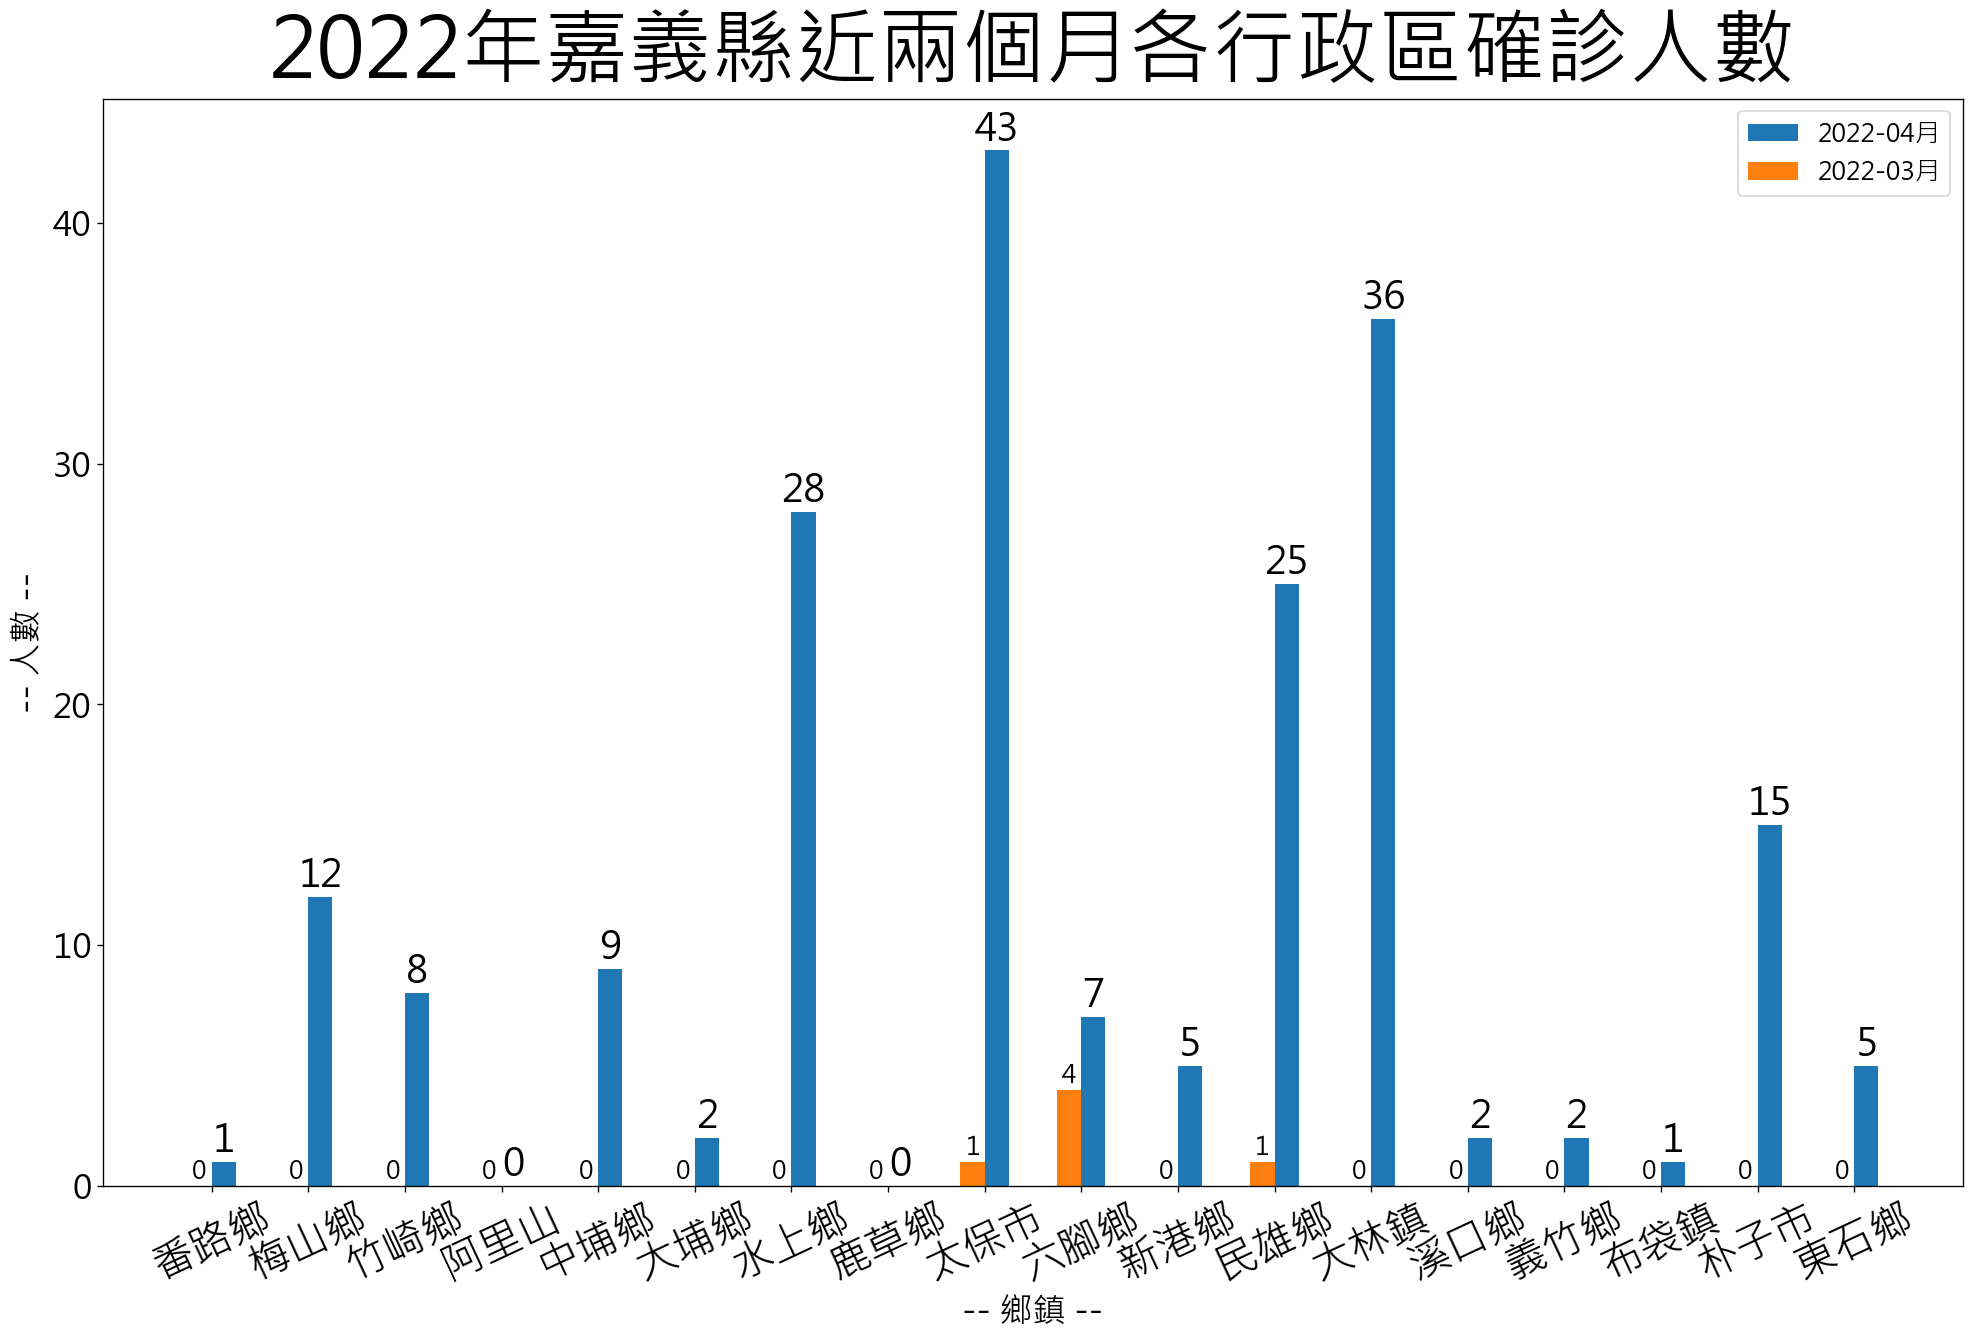 2022年嘉義縣近兩個月各行政區確診人數
2022-04月
2022-03月
-- 人數 --
40
30
20
10
0
0 1
0 12
0 8
0 0
0 9
0 2
0 28
0 0
1 43
4 7
0 5
1 25
0 36
0 2
0 2
0 1
0 15
0 5
番路鄉
梅山鄉
竹崎鄉
阿里山
中埔鄉
大埔鄉
水上鄉
鹿草鄉
太保市
六腳鄉
新港鄉
民雄鄉
大林鎮
溪口鄉
義竹鄉
布袋鎮
朴子市
東石鄉
-- 鄉鎮 --